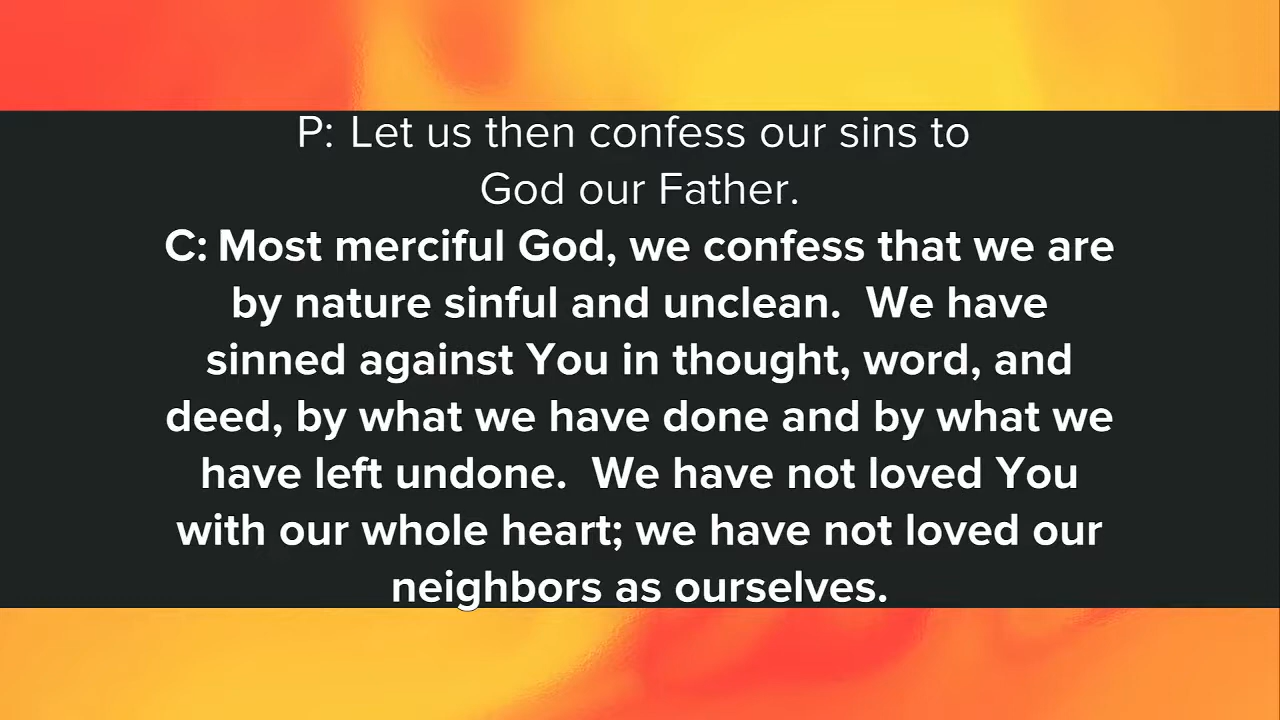 P: Let us then confess our sins to
God our Father.
C: Most merciful God, we confess that we are
by nature sinful and unclean.  We have
sinned against You in thought, word, and
deed, by what we have done and by what we
have left undone.  We have not loved You
with our whole heart; we have not loved our
neighbors as ourselves.